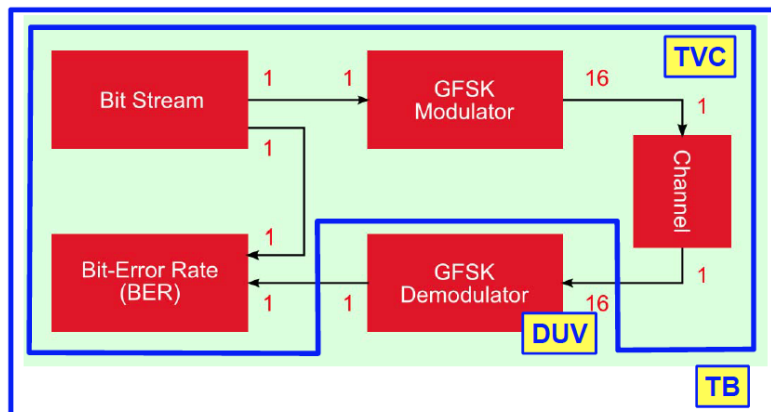 TVC
Bit Stream
1
1
GFSK
Modulator
16
1
1
Channel
1
Bit-Error Rate
(BER)
1
1
GFSK
Demodulator
16
1
DUV
TB